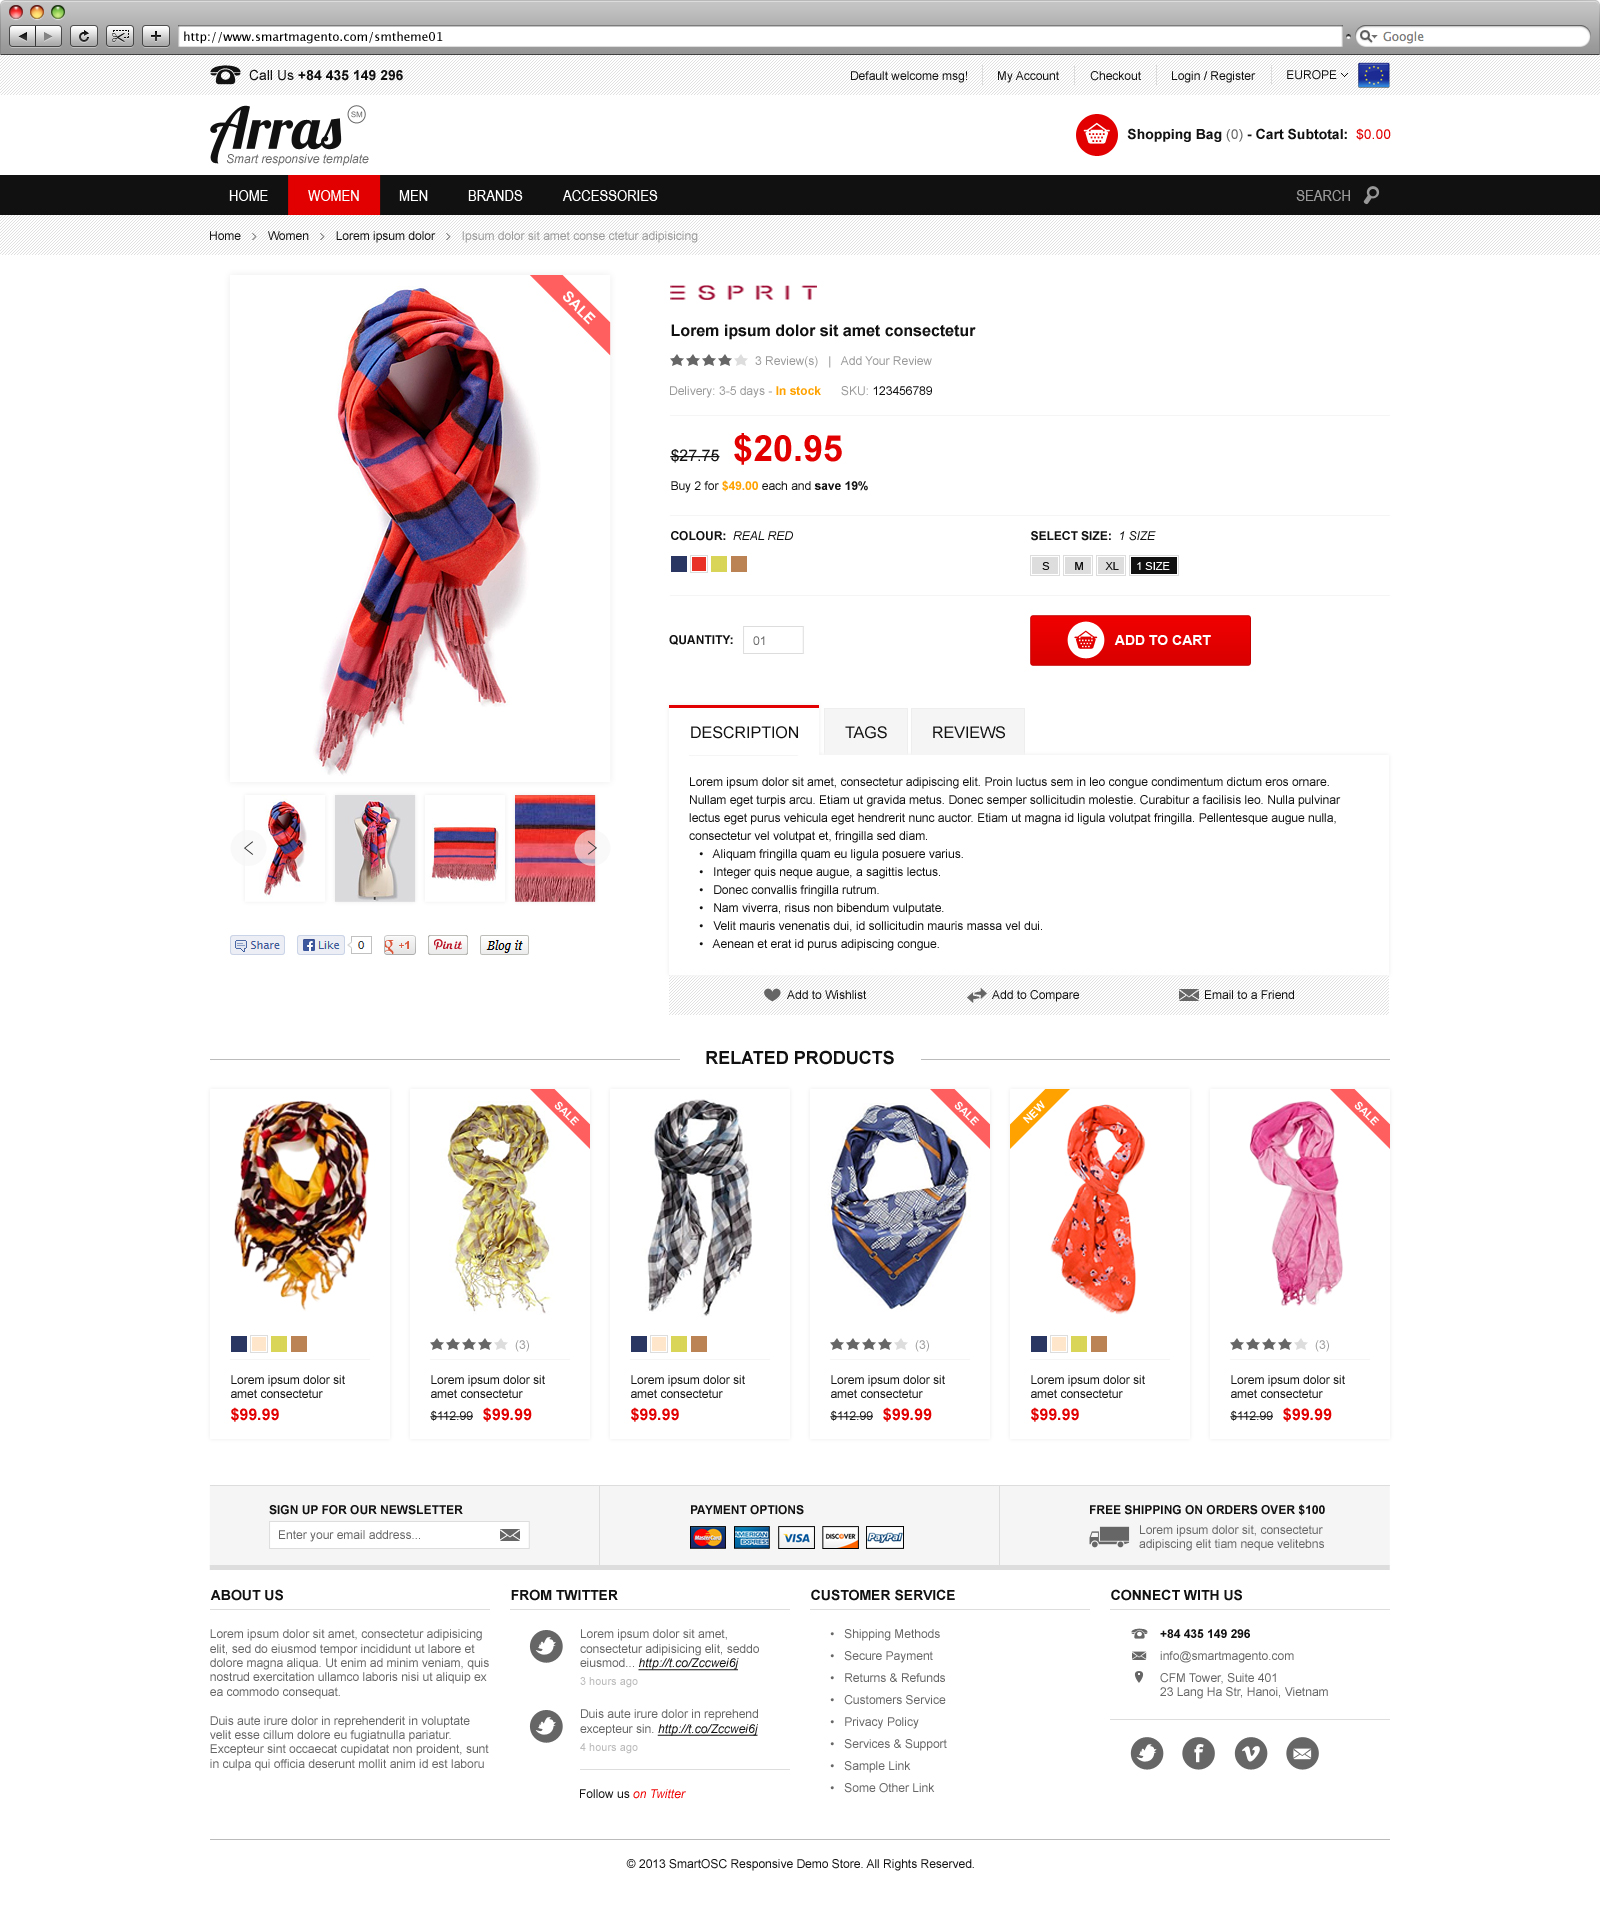 http://www.smartmagento.com/smtheme01
Google
Call Us +84 435 149 296
Default welcome msg!
My Account
Checkout
Login / Register
EUROPE
Arras SM
Smart responsive template
Shopping Bag (0) - Cart Subtotal: $0.00
HOME
WOMEN
MEN
BRANDS
ACCESSORIES
SEARCH
Home > Women > Lorem ipsum dolor > Ipsum dolor sit amet conse ctetur adipisicing
SALE
ESPRIT
Lorem ipsum dolor sit amet consectetur
3 Review(s) | Add Your Review
Delivery: 3-5 days - In stock SKU: 123456789
$27.75 $20.95
Buy 2 for $49.00 each and save 19%
COLOUR: REAL RED
SELECT SIZE: 1 SIZE
S M XL 1 SIZE
QUANTITY: 01
ADD TO CART
DESCRIPTION
TAGS
REVIEWS
Lorem ipsum dolor sit amet, consectetur adipiscing elit. Proin luctus sem in leo congue condimentum dictum eros ornare.
Nullam eget turpis arcu. Etiam ut gravida metus. Donec semper sollicitudin molestie. Curabitur a facilisis leo. Nulla pulvinar
lectus eget purus vehicula eget hendrerit nunc auctor. Etiam ut magna id ligula volutpat fringilla. Pellentesque augue nulla,
consectetur vel volutpat et, fringilla sed diam.
• Aliquam fringilla quam eu ligula posuere varius.
• Integer quis neque augue, a sagittis lectus.
• Donec convallis fringilla rutrum.
• Nam viverra, risus non bibendum vulputate.
• Velit mauris venenatis dui, id sollicitudin mauris massa vel dui.
• Aenean et erat id purus adipiscing congue.
Share
Like 0
g +1
Pin it
Blog it
Add to Wishlist
Add to Compare
Email to a Friend
RELATED PRODUCTS
SALE
SALE
NEW
SALE
(3)
(3)
(3)
Lorem ipsum dolor sit
amet consectetur
$99.99
Lorem ipsum dolor sit
amet consectetur
$112.99 $99.99
Lorem ipsum dolor sit
amet consectetur
$99.99
Lorem ipsum dolor sit
amet consectetur
$112.99 $99.99
Lorem ipsum dolor sit
amet consectetur
$99.99
Lorem ipsum dolor sit
amet consectetur
$112.99 $99.99
SIGN UP FOR OUR NEWSLETTER
Enter your email address...
PAYMENT OPTIONS
MasterCard
AMERICAN EXPRESS
VISA
DISCOVER
PayPal
FREE SHIPPING ON ORDERS OVER $100
Lorem ipsum dolor sit, consectetur
adipiscing elit tiam neque velitebns
ABOUT US
Lorem ipsum dolor sit amet, consectetur adipisicing
elit, sed do eiusmod tempor incididunt ut labore et
dolore magna aliqua. Ut enim ad minim veniam, quis
nostrud exercitation ullamco laboris nisi ut aliquip ex
ea commodo consequat.
Duis aute irure dolor in reprehenderit in voluptate
velit esse cillum dolore eu fugiatnulla pariatur.
Excepteur sint occaecat cupidatat non proident, sunt
in culpa qui officia deserunt mollit anim id est laboru
FROM TWITTER
Lorem ipsum dolor sit amet,
consectetur adipisicing elit, seddo
eiusmod... http://t.co/Zccwei6j
3 hours ago
Duis aute irure dolor in reprehend
excepteur sin. http://t.co/Zccwei6j
4 hours ago
Follow us on Twitter
CUSTOMER SERVICE
• Shipping Methods
• Secure Payment
• Returns & Refunds
• Customers Service
• Privacy Policy
• Services & Support
• Sample Link
• Some Other Link
CONNECT WITH US
+84 435 149 296
info@smartmagento.com
CFM Tower, Suite 401
23 Lang Ha Str, Hanoi, Vietnam
© 2013 SmartOSC Responsive Demo Store. All Rights Reserved.